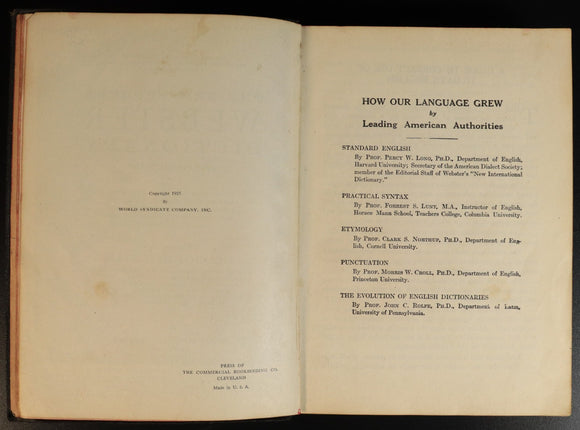 Copyright 1925
by
WORLD SYNDICATE COMPANY, INC.
PRESS OF
THE COMMERCIAL BOOKBINDING CO.
CLEVELAND
Made in U. S. A.
HOW OUR LANGUAGE GREW
by
Leading American Authorities
STANDARD ENGLISH
By Prof. Percy W. Long, Ph.D., Department of English,
Harvard University; Secretary of the American Dialect Society;
member of the Editorial Staff of Webster's "New International
Dictionary."
PRACTICAL SYNTAX
By Prof. Forrest S. Lunt, M.A., Instructor of English,
Horace Mann School, Teachers College, Columbia University.
ETYMOLOGY
By Prof. Clark S. Northup, Ph.D., Department of Eng-
lish, Cornell University.
PUNCTUATION
By Prof. Morris W. Croll, Ph.D., Department of English,
Princeton University.
THE EVOLUTION OF ENGLISH DICTIONARIES
By Prof. John C. Rolfe, Ph.D., Department of Latin,
University of Pennsylvania.